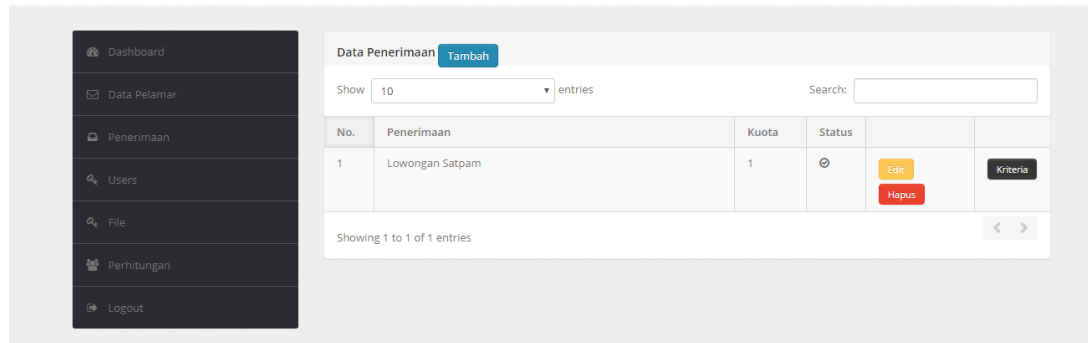 Dashboard
Data Pelamar
Penerimaan
Users
File
Perhitungan
Logout
Data Penerimaan Tambah
Show 10 entries Search:
No. Penerimaan Kuota Status
1 Lowongan Satpam 1 Edit Kriteria
Hapus
Showing 1 to 1 of 1 entries